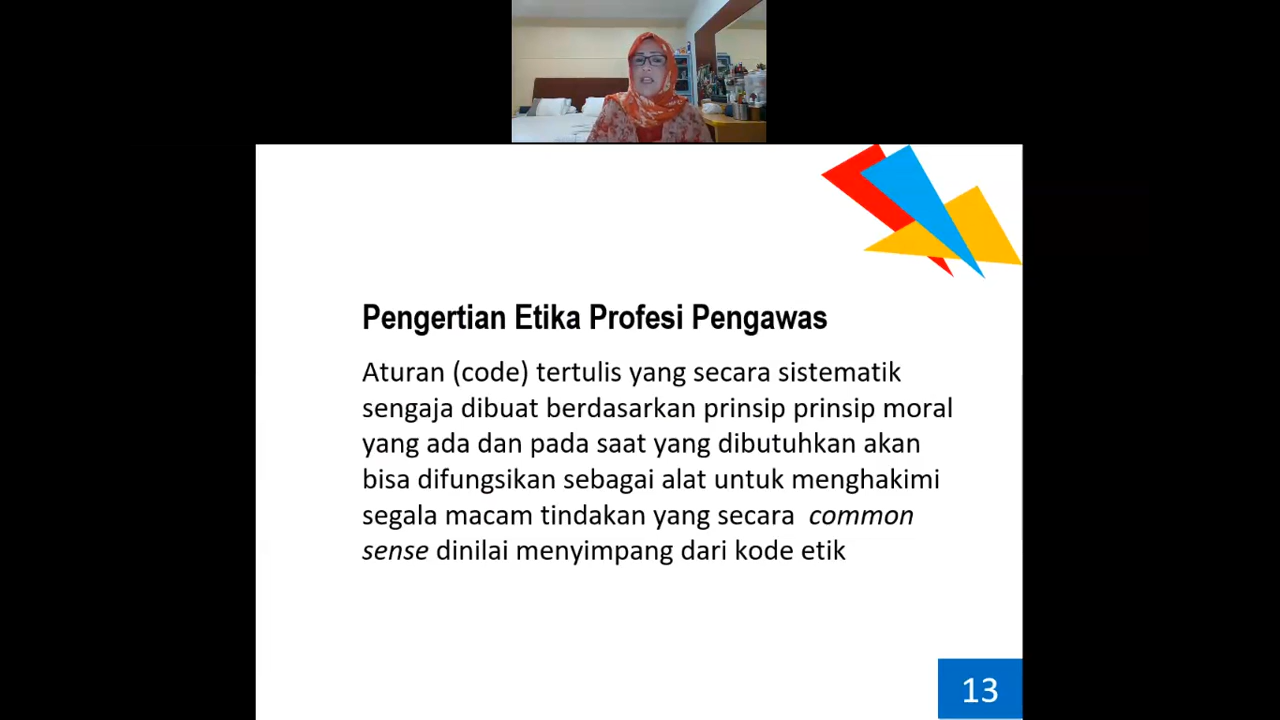 Pengertian Etika Profesi Pengawas
Aturan (code) tertulis yang secara sistematik
sengaja dibuat berdasarkan prinsip prinsip moral
yang ada dan pada saat yang dibutuhkan akan
bisa difungsikan sebagai alat untuk menghakimi
segala macam tindakan yang secara common
sense dinilai menyimpang dari kode etik
13